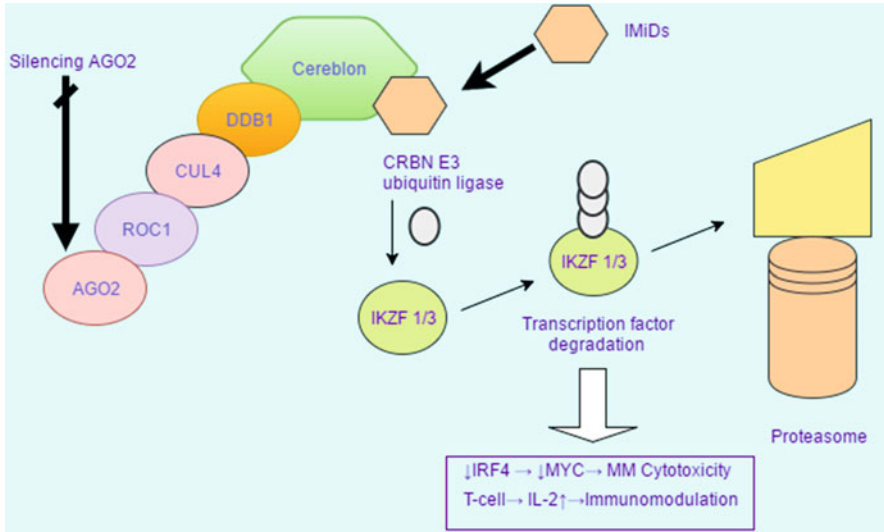 IMiDs
Silencing AGO2
Cereblon
DDB1
CUL4
ROC1
AGO2
CRBN E3
ubiquitin ligase
IKZF 1/3
IKZF 1/3
Transcription factor
degradation
Proteasome
↓IRF4 → ↓MYC→ MM Cytotoxicity
T-cell→ IL-2↑→Immunomodulation